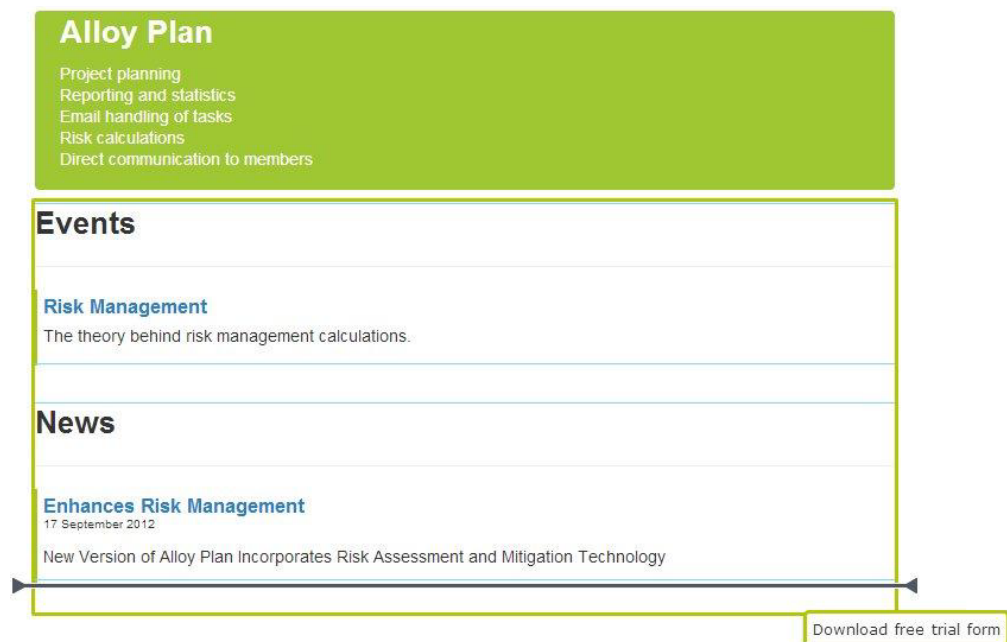 Alloy Plan
Project planning
Reporting and statistics
Email handling of tasks
Risk calculations
Direct communication to members
Events
Risk Management
The theory behind risk management calculations.
News
Enhances Risk Management
17 September 2012
New Version of Alloy Plan Incorporates Risk Assessment and Mitigation Technology
Download free trial form